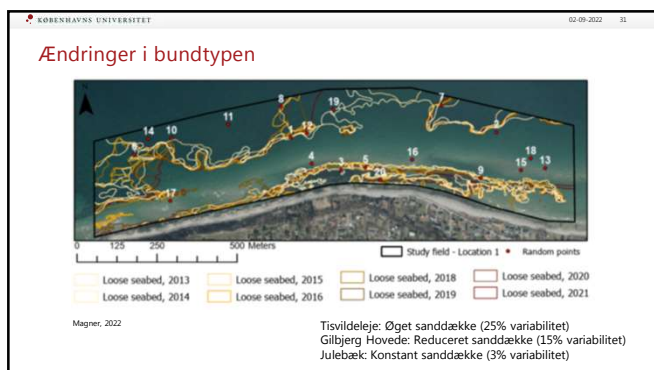 KØBENHAVNS UNIVERSITET
02-09-2022 31
Ændringer i bundtypen
N
8
19
7
11
14 10
1 12
6
4 3 5 16 18
15 13
9
20
17
0 125 250 500 Meters
Study field - Location 1 Random points
Loose seabed, 2013 Loose seabed, 2015 Loose seabed, 2018 Loose seabed, 2020
Loose seabed, 2014 Loose seabed, 2016 Loose seabed, 2019 Loose seabed, 2021
Magner, 2022
Tisvildeleje: Øget sanddække (25% variabilitet)
Gilbjerg Hovede: Reduceret sanddække (15% variabilitet)
Julebæk: Konstant sanddække (3% variabilitet)